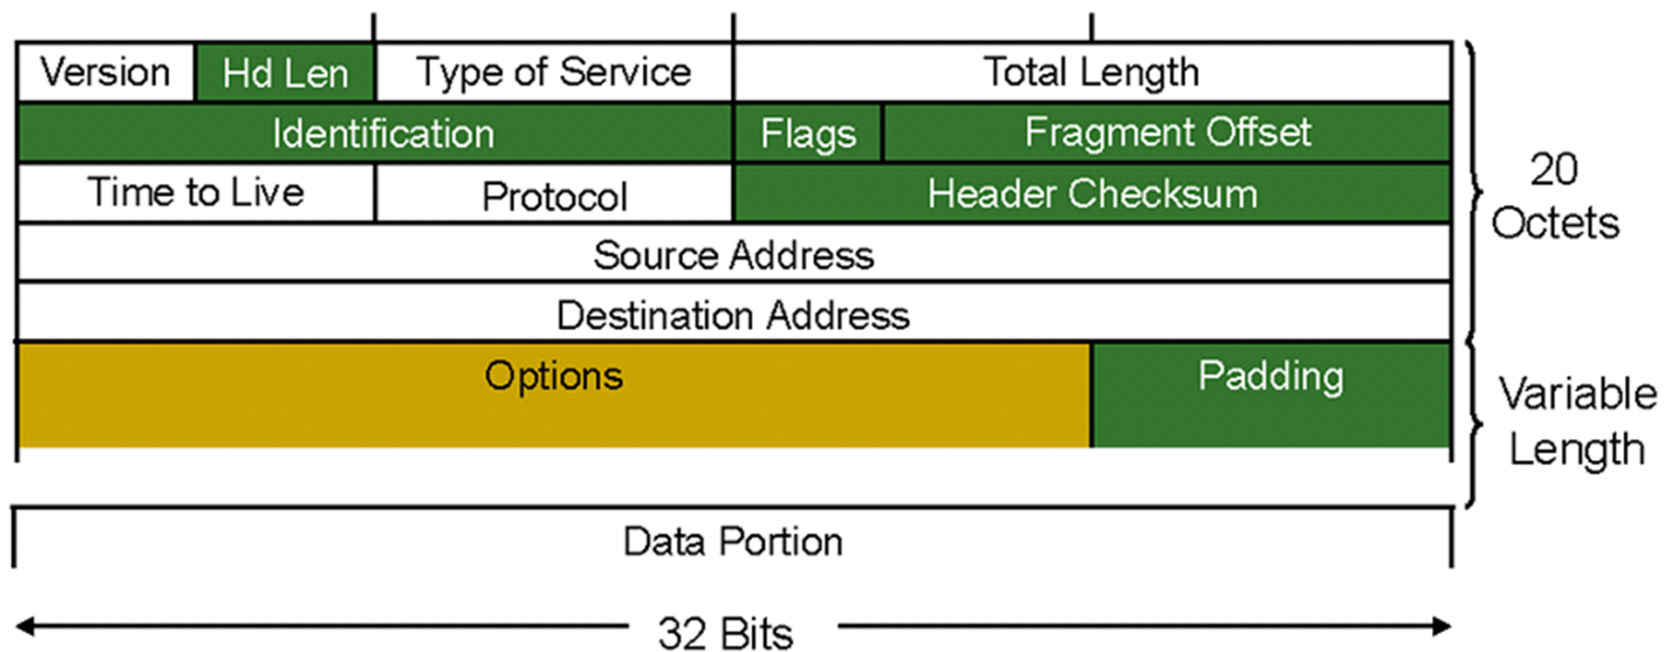 Version Hd Len Type of Service Total Length
Identification Flags Fragment Offset
Time to Live Protocol Header Checksum
20
Octets
Source Address
Destination Address
Options Padding
Variable
Length
Data Portion
32 Bits